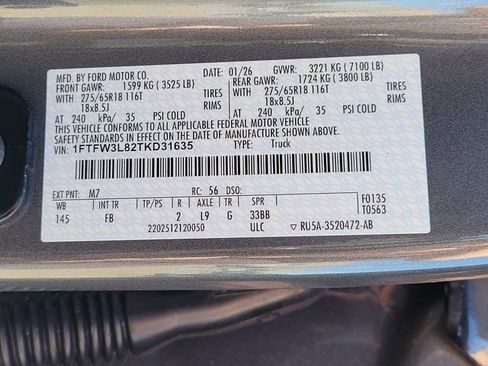 MFD. BY FORD MOTOR CO. 01/26 GVWR: 3221 KG ( 7100 LB)
FRONT GAWR: 1599 KG ( 3525 LB) REAR GAWR: 1724 KG ( 3800 LB)
WITH 275/65R18 116T TIRES WITH 275/65R18 116T TIRES
18x8.5J RIMS 18x8.5J RIMS
AT 240 kPa/ 35 PSI COLD AT 240 kPa/ 35 PSI COLD
THIS VEHICLE CONFORMS TO ALL APPLICABLE FEDERAL MOTOR VEHICLE
SAFETY STANDARDS IN EFFECT ON THE DATE OF MANUFACTURE SHOWN ABOVE.
VIN: 1FTFW3L82TKD31635 TYPE: Truck
EXT PNT: M7 RC: 56 DSO:
WB INT TR TP/PS R AXLE TR SPR F0135
145 FB 2 L9 G 33BB T0563
2202512120050 ULC ▽ RU5A-3520472-AB